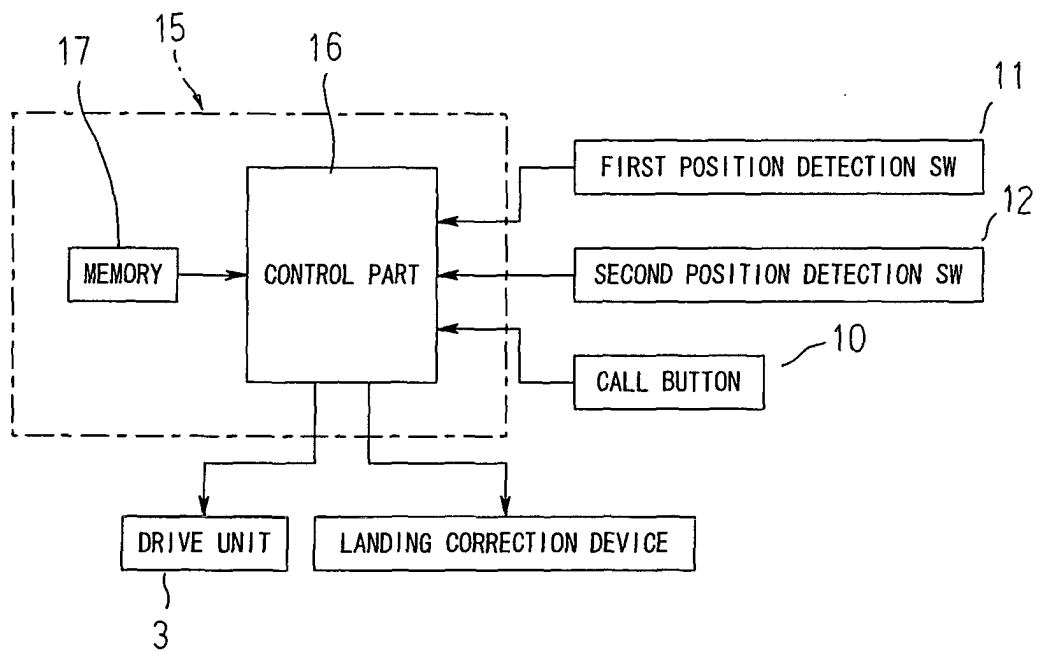 15
17
16
11
FIRST POSITION DETECTION SW
12
MEMORY
CONTROL PART
SECOND POSITION DETECTION SW
10
CALL BUTTON
DRIVE UNIT
LANDING CORRECTION DEVICE
3